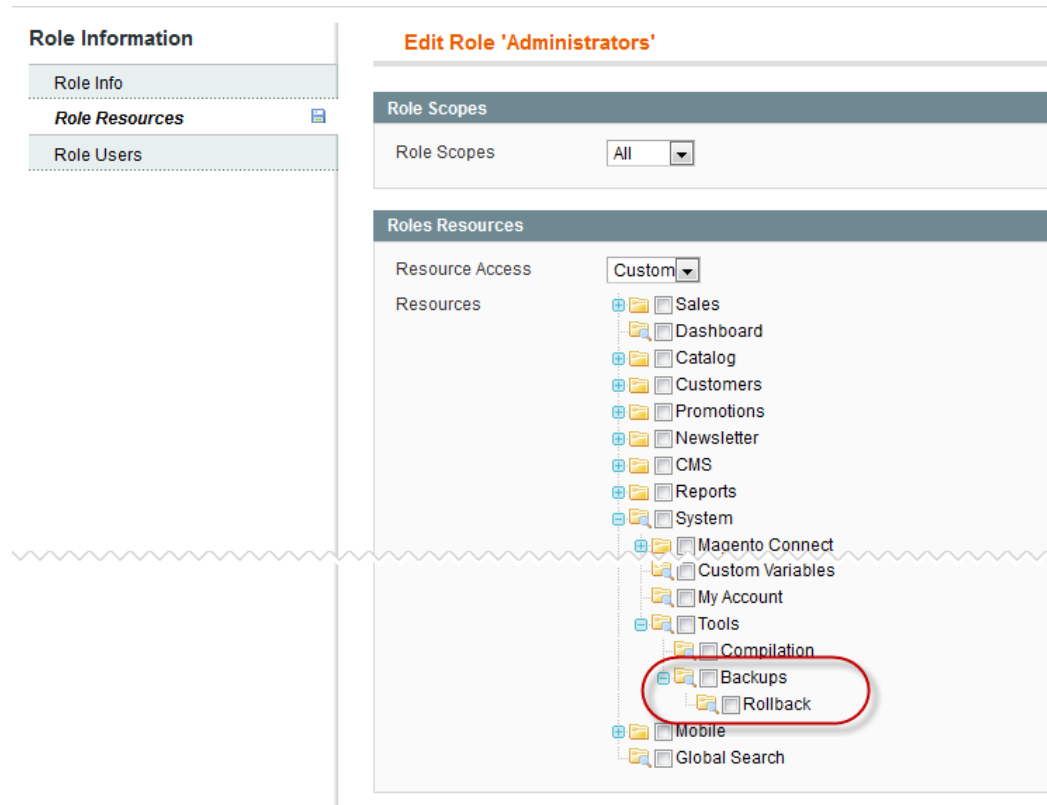 Role Information
Role Info
Role Resources
Role Users
Edit Role 'Administrators'
Role Scopes
Role Scopes All
Roles Resources
Resource Access Custom
Resources
Sales
Dashboard
Catalog
Customers
Promotions
Newsletter
CMS
Reports
System
Magento Connect
Custom Variables
My Account
Tools
Compilation
Backups
Rollback
Mobile
Global Search